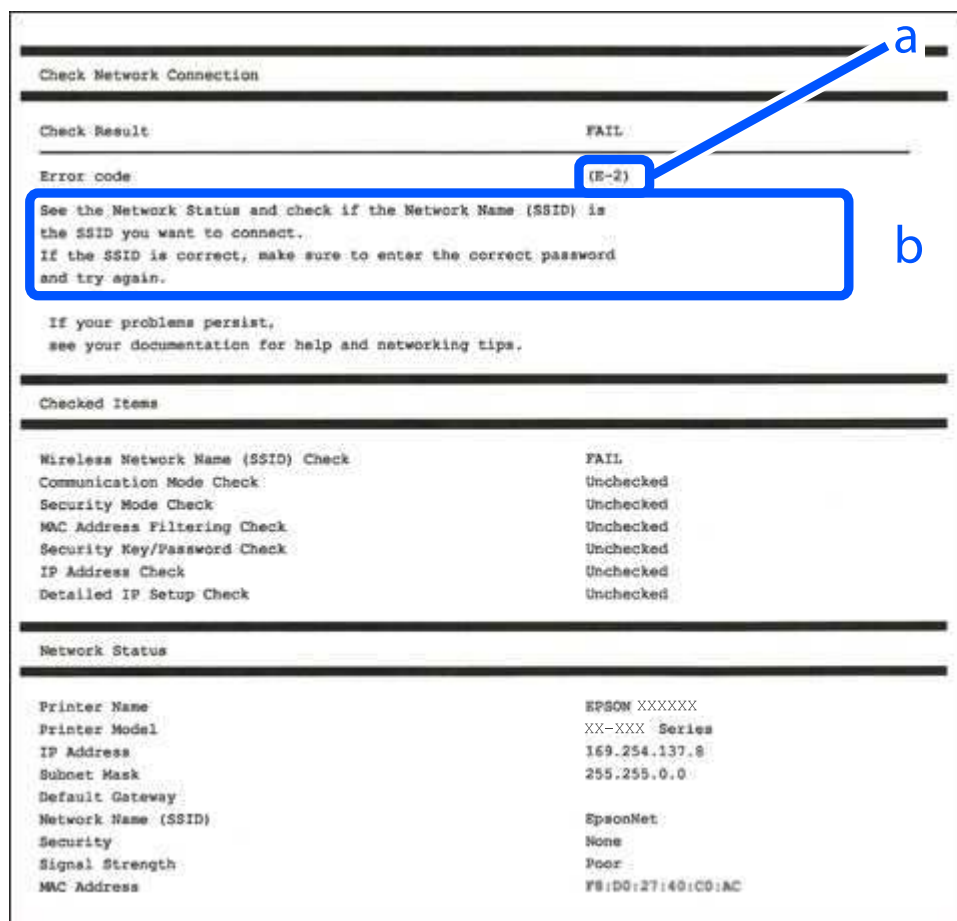 a
Check Network Connection
Check Result FAIL
Error code (E-2)
See the Network Status and check if the Network Name (SSID) is
the SSID you want to connect.
If the SSID is correct, make sure to enter the correct password
and try again.
b
If your problems persist,
see your documentation for help and networking tips.
Checked Items
Wireless Network Name (SSID) Check FAIL
Communication Mode Check Unchecked
Security Mode Check Unchecked
MAC Address Filtering Check Unchecked
Security Key/Password Check Unchecked
IP Address Check Unchecked
Detailed IP Setup Check Unchecked
Network Status
Printer Name EPSON XXXXXX
Printer Model XX-XXX Series
IP Address 169.254.137.8
Subnet Mask 255.255.0.0
Default Gateway
Network Name (SSID) EpsonNet
Security None
Signal Strength Poor
MAC Address F8:D0:27:40:C0:AC